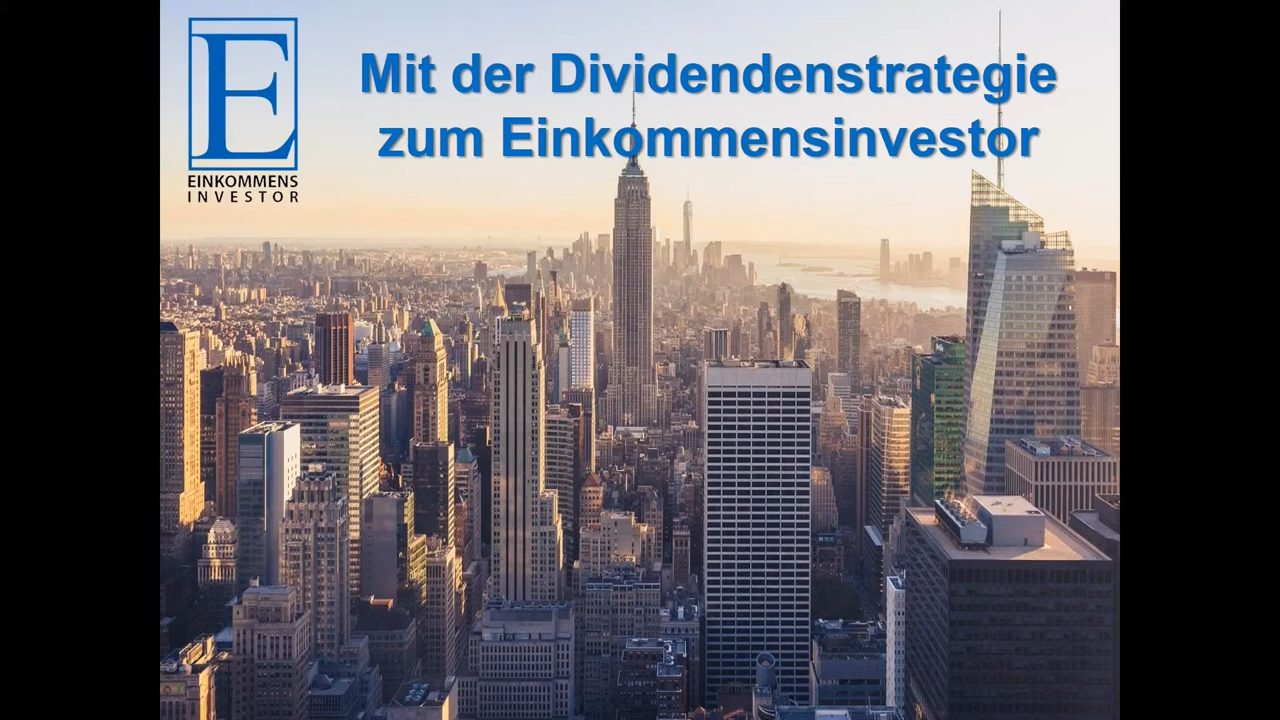 Mit der Dividendenstrategie
zum Einkommensinvestor
E
EINKOMMENS
INVESTOR